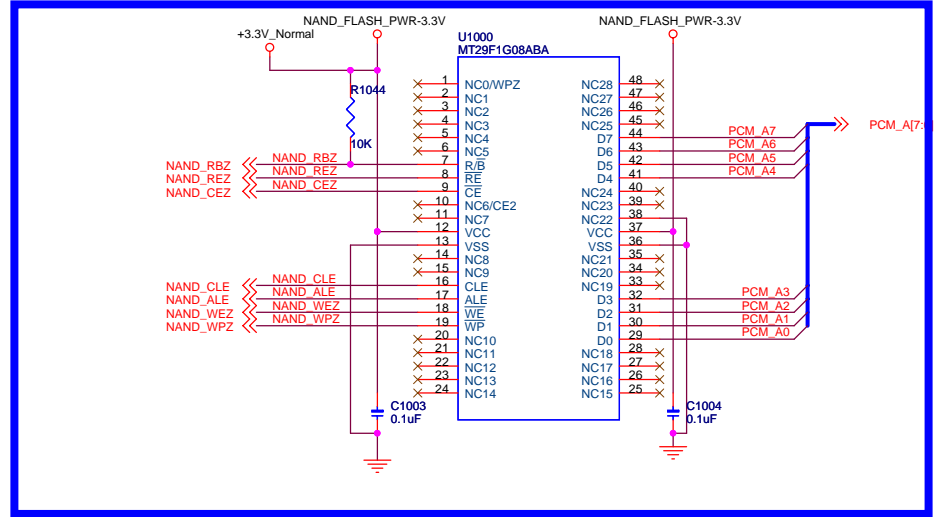 NAND_FLASH_PWR-3.3V
NAND_FLASH_PWR-3.3V
+3.3V_Normal
U1000
MT29F1G08ABA
R1044
10K
1 NC0/WPZ
2 NC1
3 NC2
4 NC3
5 NC4
6 NC5
7 R/B
8 RE
9 CE
10 NC6/CE2
11 NC7
12 VCC
13 VSS
14 NC8
15 NC9
16 CLE
17 ALE
18 WE
19 WP
20 NC10
21 NC11
22 NC12
23 NC13
24 NC14
NC28 48
NC27 47
NC26 46
NC25 45
D7 44
D6 43
D5 42
D4 41
NC24 40
NC23 39
NC22 38
VCC 37
VSS 36
NC21 35
NC20 34
NC19 33
D3 32
D2 31
D1 30
D0 29
NC18 28
NC17 27
NC16 26
NC15 25
NAND_RBZ NAND_RBZ
NAND_REZ NAND_REZ
NAND_CEZ NAND_CEZ
NAND_CLE NAND_CLE
NAND_ALE NAND_ALE
NAND_WEZ NAND_WEZ
NAND_WPZ NAND_WPZ
PCM_A7
PCM_A6
PCM_A5
PCM_A4
PCM_A3
PCM_A2
PCM_A1
PCM_A0
C1003
0.1uF
C1004
0.1uF